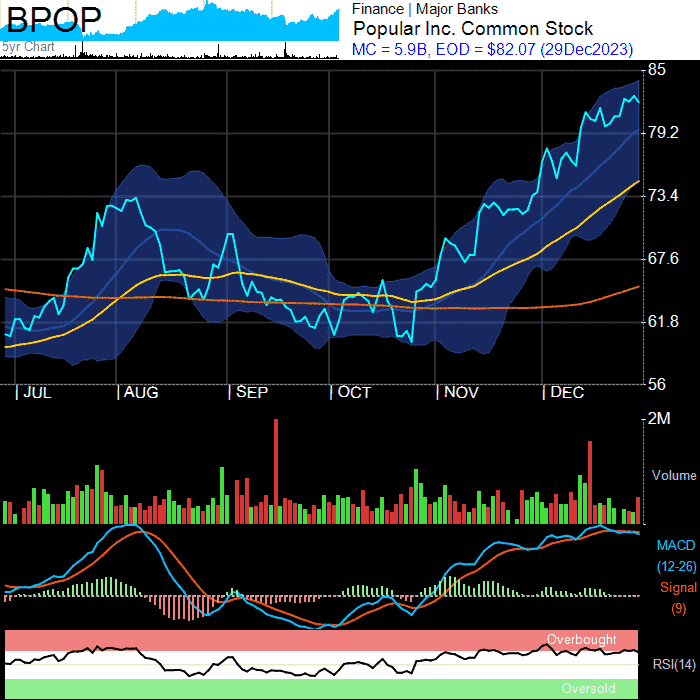 BPOP
5yr Chart
Finance | Major Banks
Popular Inc. Common Stock
MC = 5.9B, EOD = $82.07 (29Dec2023)
85
79.2
73.4
67.6
61.8
56
| JUL | AUG | SEP | OCT | NOV | DEC
2M
Volume
MACD
(12-26)
Signal
(9)
Overbought
RSI(14)
Oversold